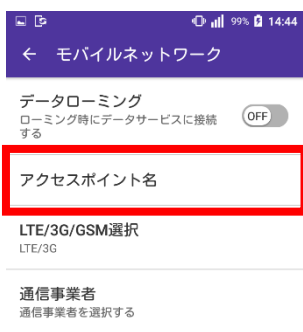 99% 14:44
← モバイルネットワーク
データローミング
ローミング時にデータサービスに接続 OFF
する
アクセスポイント名
LTE/3G/GSM選択
LTE/3G
通信事業者
通信事業者を選択する